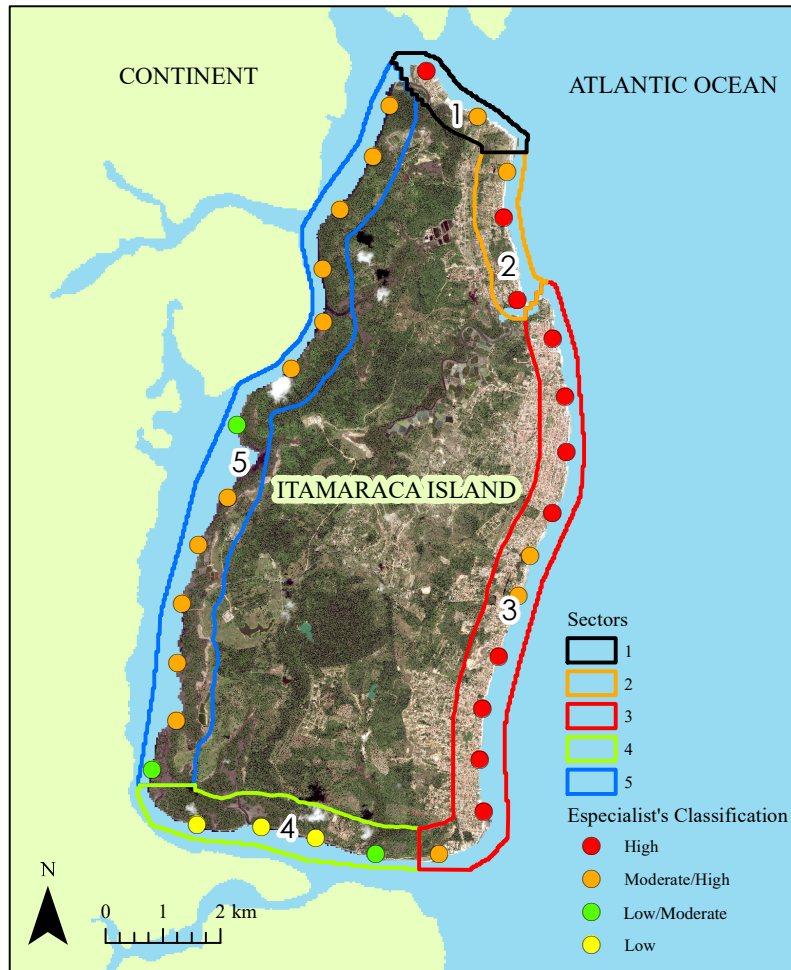 CONTINENT
ATLANTIC OCEAN
1
2
5
ITAMARACA ISLAND
3
4
Sectors
1
2
3
4
5
Especialist's Classification
High
Moderate/High
Low/Moderate
Low
N
0 1 2 km